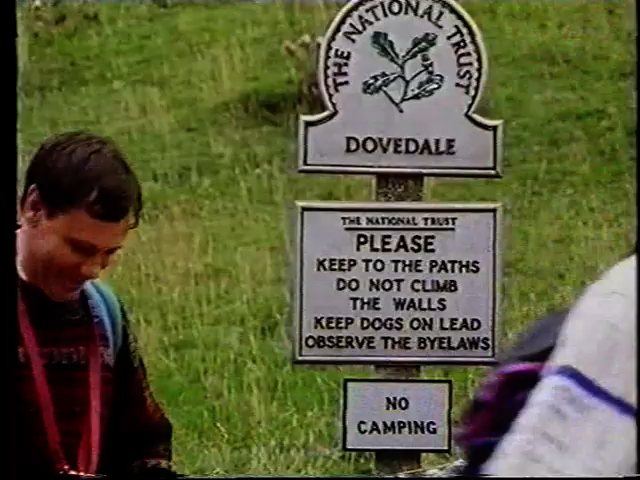 THE NATIONAL TRUST
DOVEDALE
THE NATIONAL TRUST
PLEASE
KEEP TO THE PATHS
DO NOT CLIMB
THE WALLS
KEEP DOGS ON LEAD
OBSERVE THE BYELAWS
NO
CAMPING